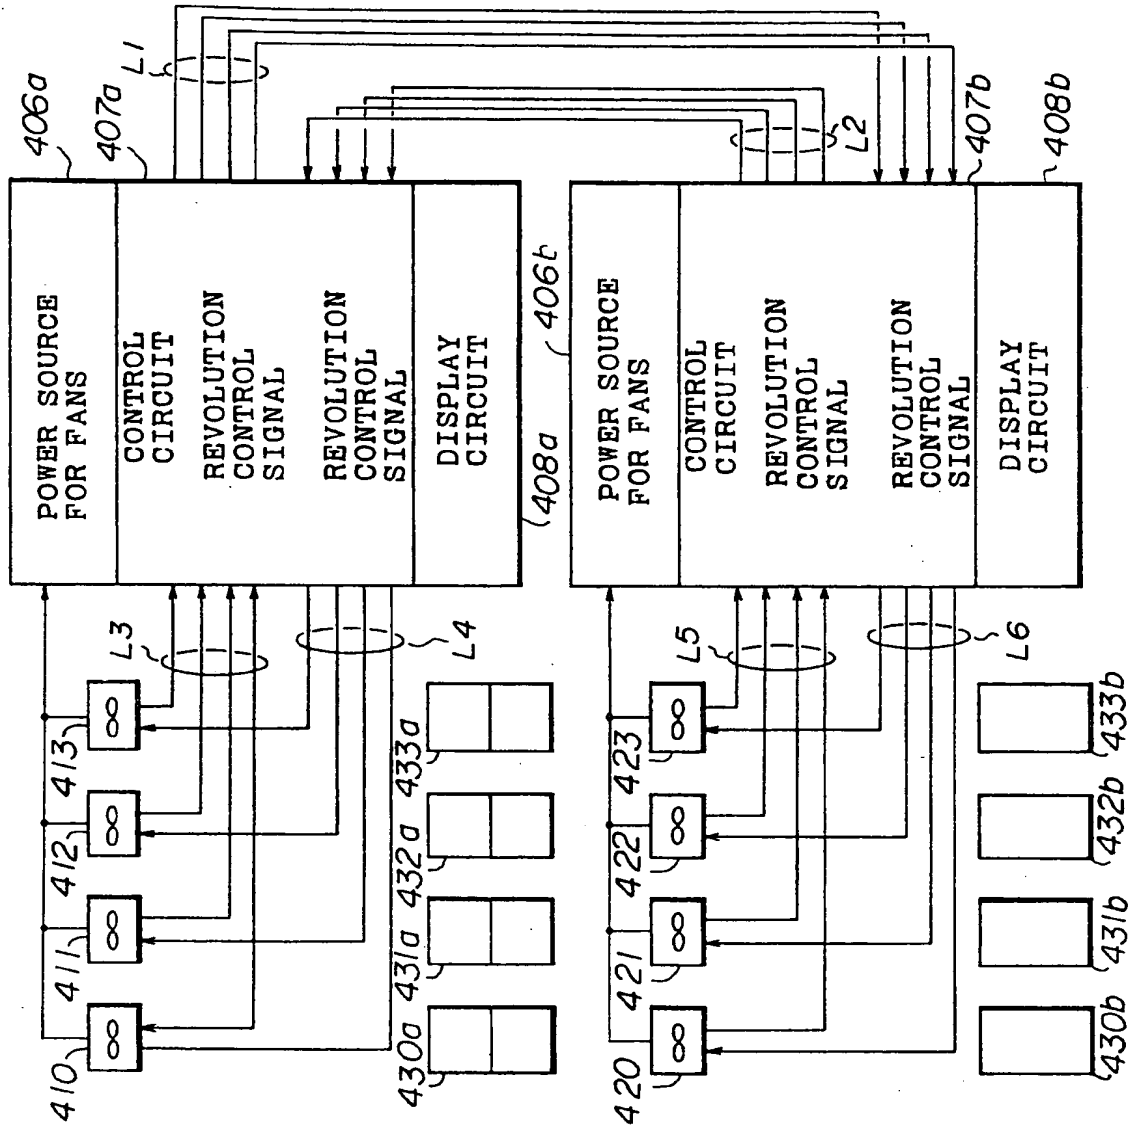 L1
406a
407a
POWER SOURCE
FOR FANS
CONTROL
CIRCUIT
REVOLUTION
CONTROL
SIGNAL
REVOLUTION
CONTROL
SIGNAL
DISPLAY
CIRCUIT
408a
L2
406b
407b
408b
POWER SOURCE
FOR FANS
CONTROL
CIRCUIT
REVOLUTION
CONTROL
SIGNAL
REVOLUTION
CONTROL
SIGNAL
DISPLAY
CIRCUIT
L3
L4
L5
L6
413
412
411
410
433a
432a
431a
430a
423
422
421
420
433b
432b
431b
430b